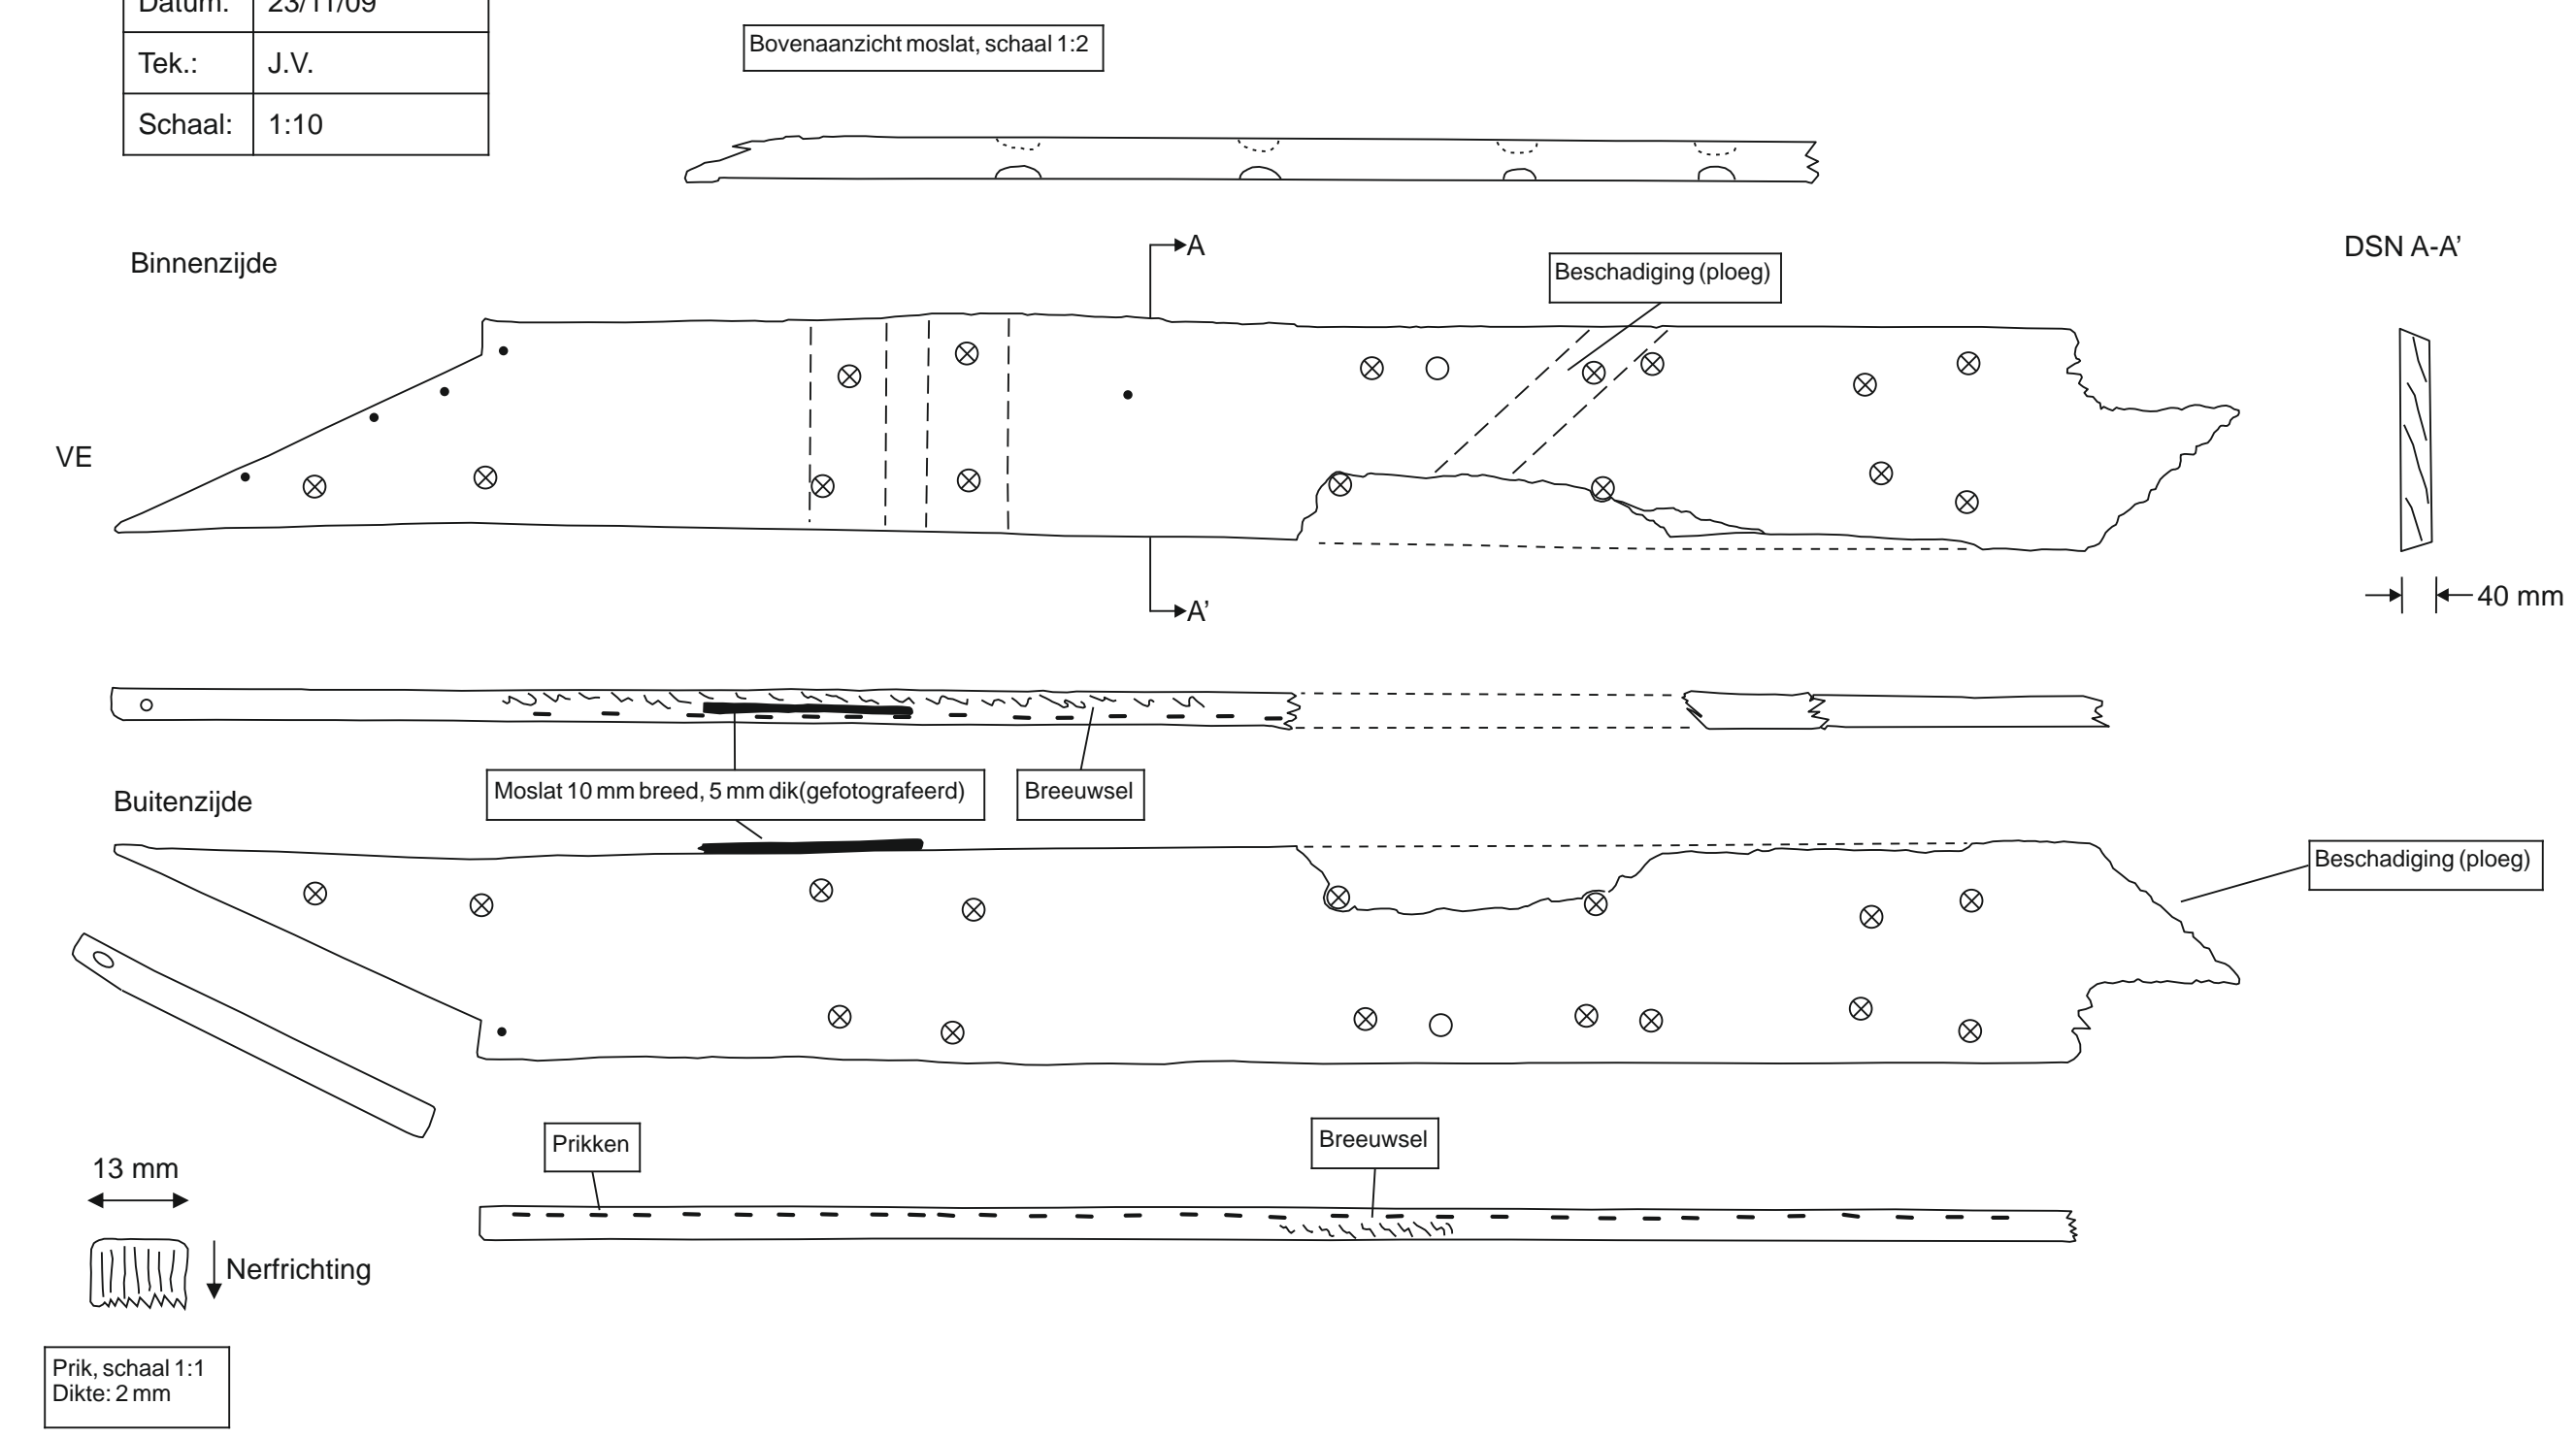 Datum: 23/11/09
Tek.: J.V.
Schaal: 1:10
Bovenaanzicht moslat, schaal 1:2
A
DSN A-A’
Binnenzijde
Beschadiging (ploeg)
VE
40 mm
A’
Moslat 10 mm breed, 5 mm dik(gefotografeerd)
Breeuwsel
Buitenzijde
Beschadiging (ploeg)
Prikken
Breeuwsel
13 mm
Nerfrichting
Prik, schaal 1:1
Dikte: 2 mm